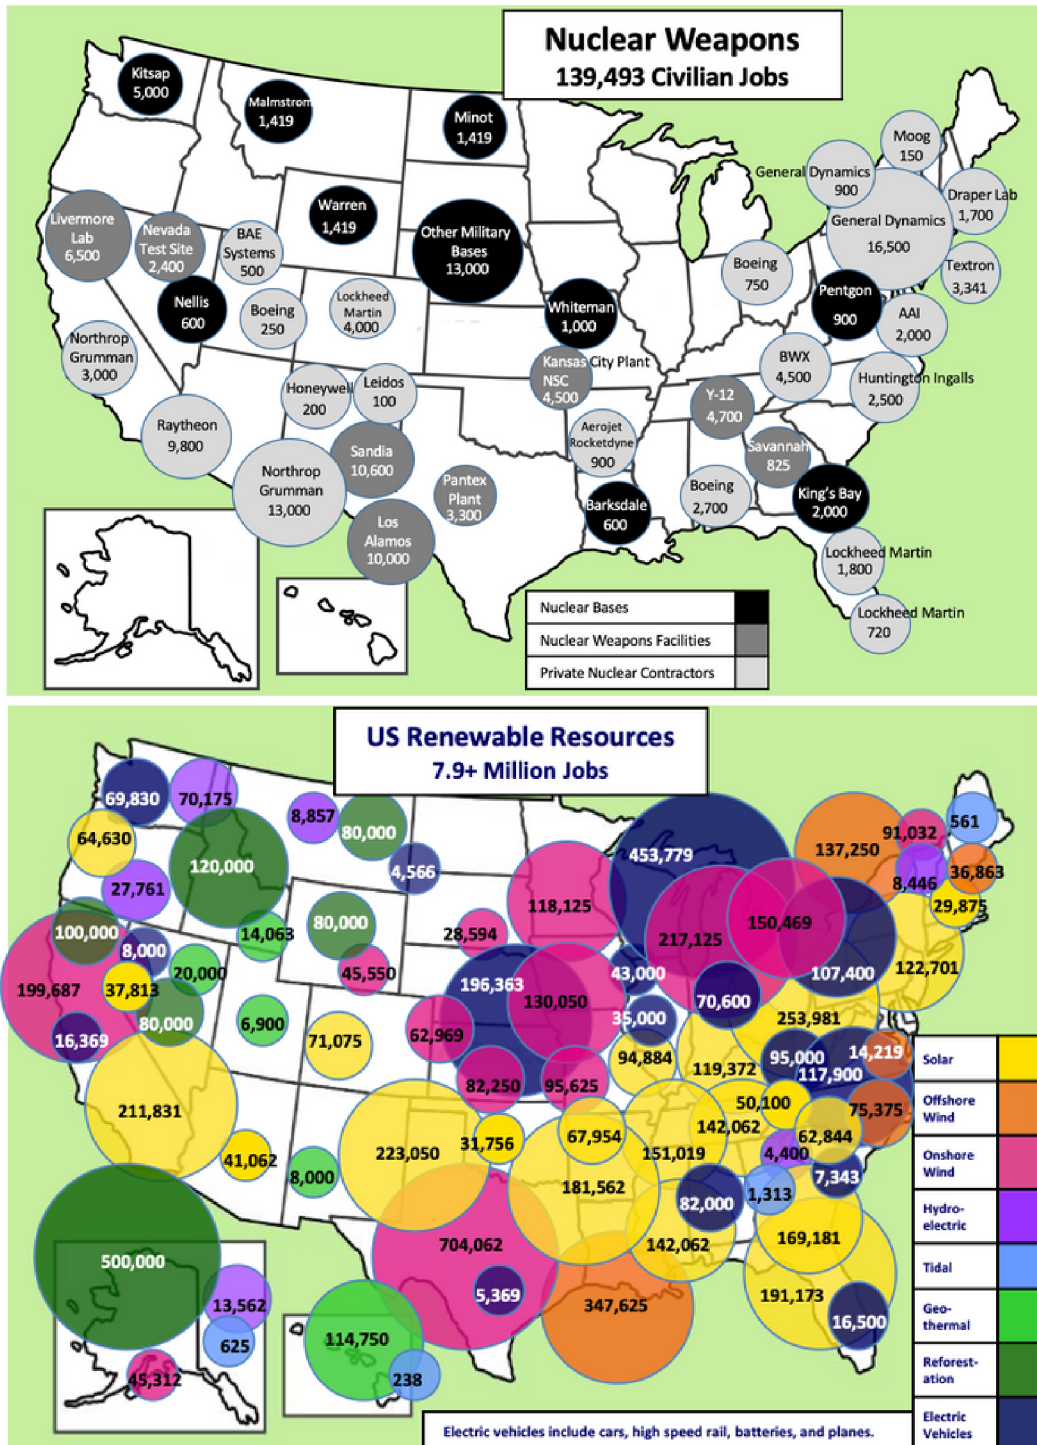 Nuclear Weapons
139,493 Civilian Jobs
Kitsap
5,000
Malmstrom
1,419
Minot
1,419
Moog
150
General Dynamics
900
Draper Lab
1,700
Warren
1,419
Livermore
Lab
6,500
Nevada
Test Site
2,400
BAE
Systems
500
Other Military
Bases
13,000
General Dynamics
16,500
Textron
3,341
Boeing
750
Nellis
600
Boeing
250
Lockheed
Martin
4,000
Whiteman
1,000
Pentgon
900
AAI
2,000
Northrop
Grumman
3,000
Kansas City Plant
NSC
4,500
BWX
4,500
Huntington Ingalls
2,500
Honeywell
200
Leidos
100
Y-12
4,700
Raytheon
9,800
Aerojet
Rocketdyne
900
Sandia
10,600
Savannah
825
Northrop
Grumman
13,000
Pantex
Plant
3,300
Boeing
2,700
King's Bay
2,000
Barksdale
600
Los
Alamos
10,000
Lockheed Martin
1,800
Lockheed Martin
720
Nuclear Bases
Nuclear Weapons Facilities
Private Nuclear Contractors
US Renewable Resources
7.9+ Million Jobs
69,830
70,175
8,857
80,000
64,630
120,000
4,566
453,779
137,250
91,032
561
27,761
118,125
8,446
36,863
29,875
100,000
14,063
80,000
28,594
217,125
150,469
8,000
20,000
45,550
43,000
107,400
122,701
199,687
37,813
196,363
130,050
70,600
16,369
80,000
6,900
71,075
62,969
35,000
253,981
94,884
119,372
95,000
14,219
117,900
82,250
95,625
211,831
50,100
75,375
223,050
31,756
67,954
142,062
62,844
41,062
8,000
151,019
4,400
181,562
7,343
82,000
1,313
704,062
142,062
169,181
500,000
5,369
347,625
191,173
16,500
13,562
625
45,312
114,750
238
Solar
Offshore
Wind
Onshore
Wind
Hydro-
electric
Tidal
Geo-
thermal
Reforest-
ation
Electric
Vehicles
Electric vehicles include cars, high speed rail, batteries, and planes.